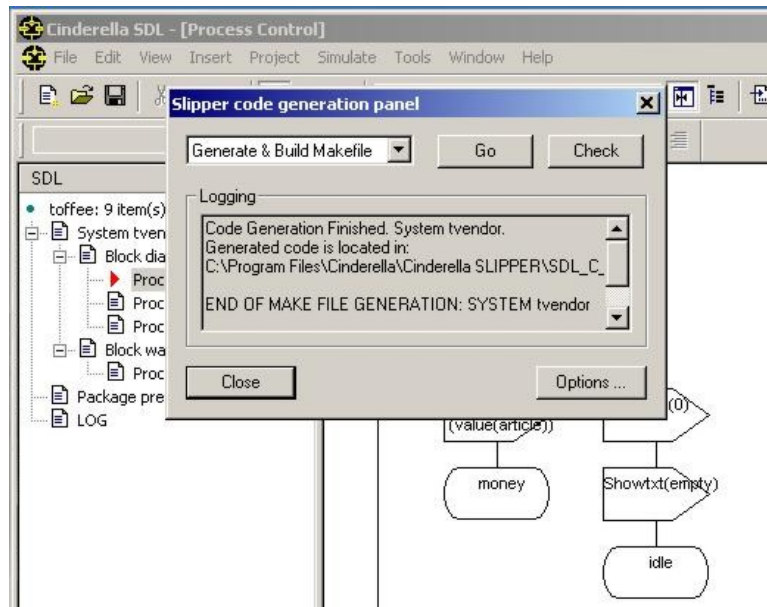 Cinderella SDL - [Process Control]
File Edit View Insert Project Simulate Tools Window Help
Slipper code generation panel
Generate & Build Makefile Go Check
SDL
Logging
toffee: 9 item(s)
Code Generation Finished. System tvendor.
System tven
Generated code is located in:
Block dia
C:\Program Files\Cinderella\Cinderella SLIPPER\SDL_C_
Proc
Proc
END OF MAKE FILE GENERATION: SYSTEM tvendor
Proc
Block wa
Proc
Close Options ...
Package pre
(0)
LOG
(value(article))
money
Showtxt(empty)
idle